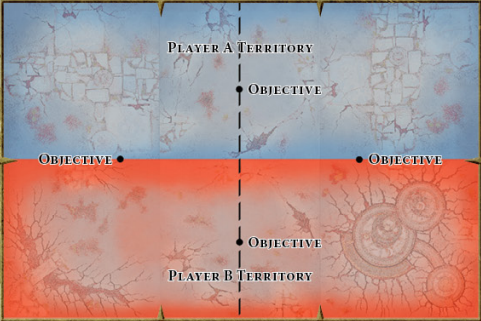 Player A Territory
Objective
Objective
Objective
Objective
Player B Territory